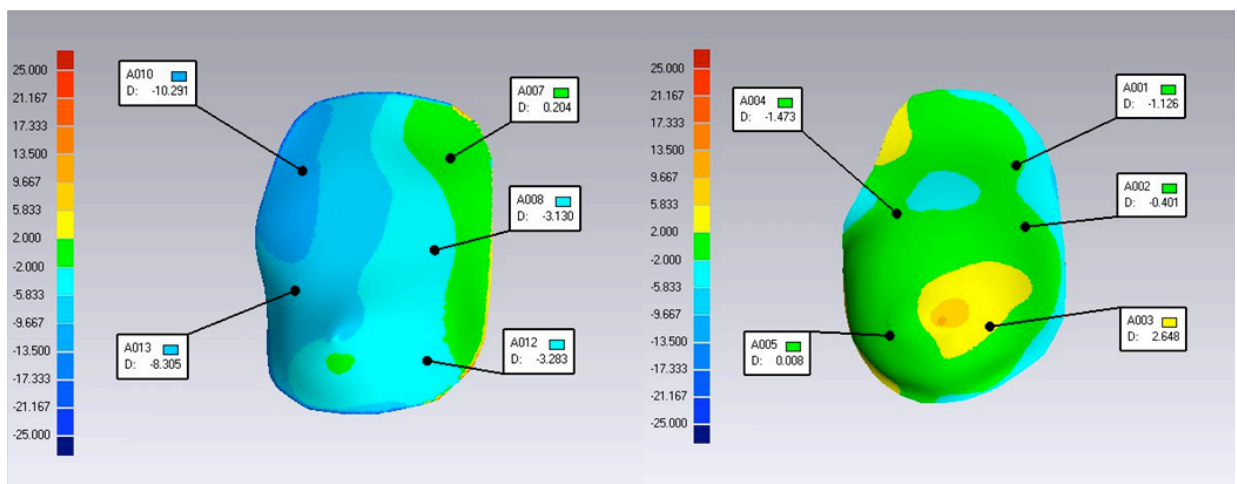 25.000
21.167
17.333
13.500
9.667
5.833
2.000
-2.000
-5.833
-9.667
-13.500
-17.333
-21.167
-25.000
A010
D: -10.291
A007
D: 0.204
A008
D: -3.130
A013
D: -8.305
A012
D: -3.283
25.000
21.167
17.333
13.500
9.667
5.833
2.000
-2.000
-5.833
-9.667
-13.500
-17.333
-21.167
-25.000
A004
D: -1.473
A001
D: -1.126
A002
D: -0.401
A003
D: 2.648
A005
D: 0.008